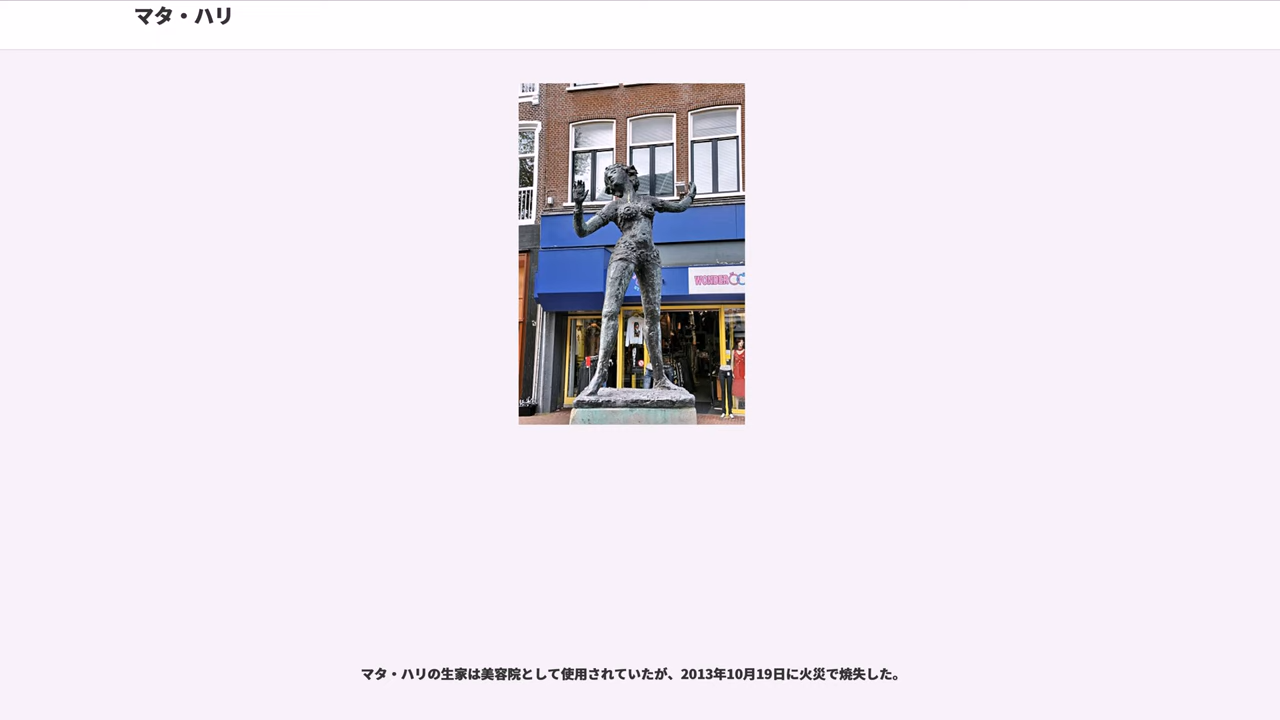 マタ・ハリ
WONDER
マタ・ハリの生家は美容院として使用されていたが、2013年10月19日に火災で焼失した。